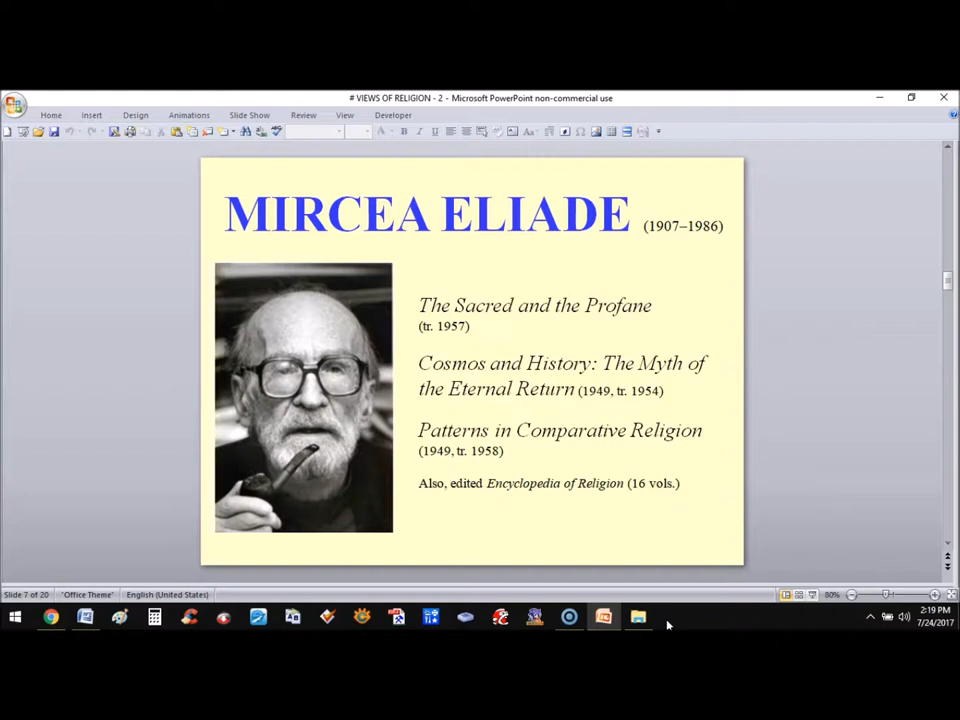 # VIEWS OF RELIGION - 2 - Microsoft PowerPoint non-commercial use
Home Insert Design Animations Slide Show Review View Developer
MIRCEA ELIADE (1907–1986)
The Sacred and the Profane
(tr. 1957)
Cosmos and History: The Myth of
the Eternal Return (1949, tr. 1954)
Patterns in Comparative Religion
(1949, tr. 1958)
Also, edited Encyclopedia of Religion (16 vols.)
Slide 7 of 20 "Office Theme" English (United States) 80%
2:19 PM
7/24/2017